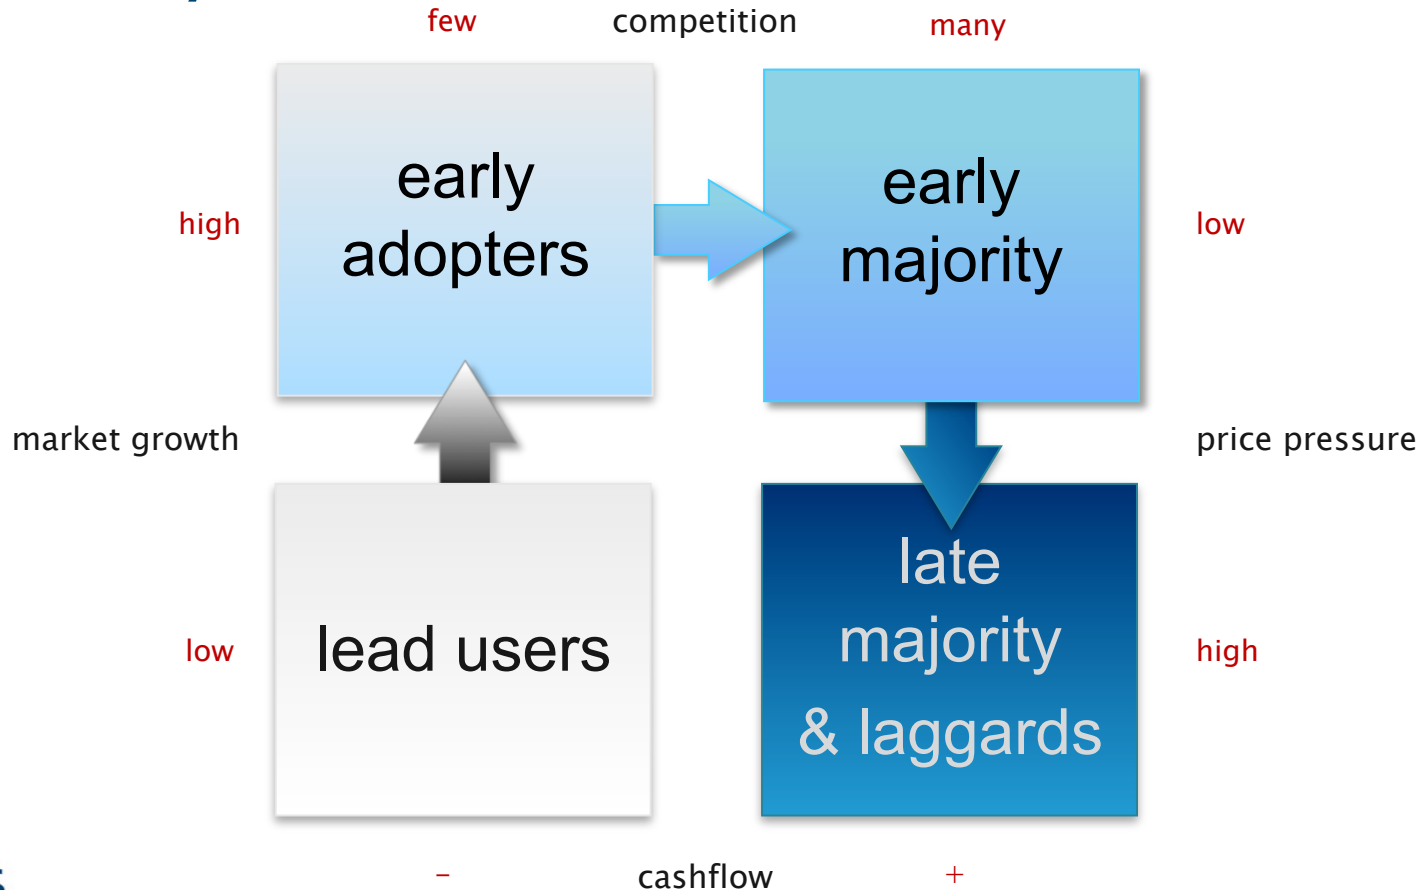 few competition many
early
adopters
early
majority
high
low
market growth
price pressure
lead users
late
majority
& laggards
low
high
- cashflow +